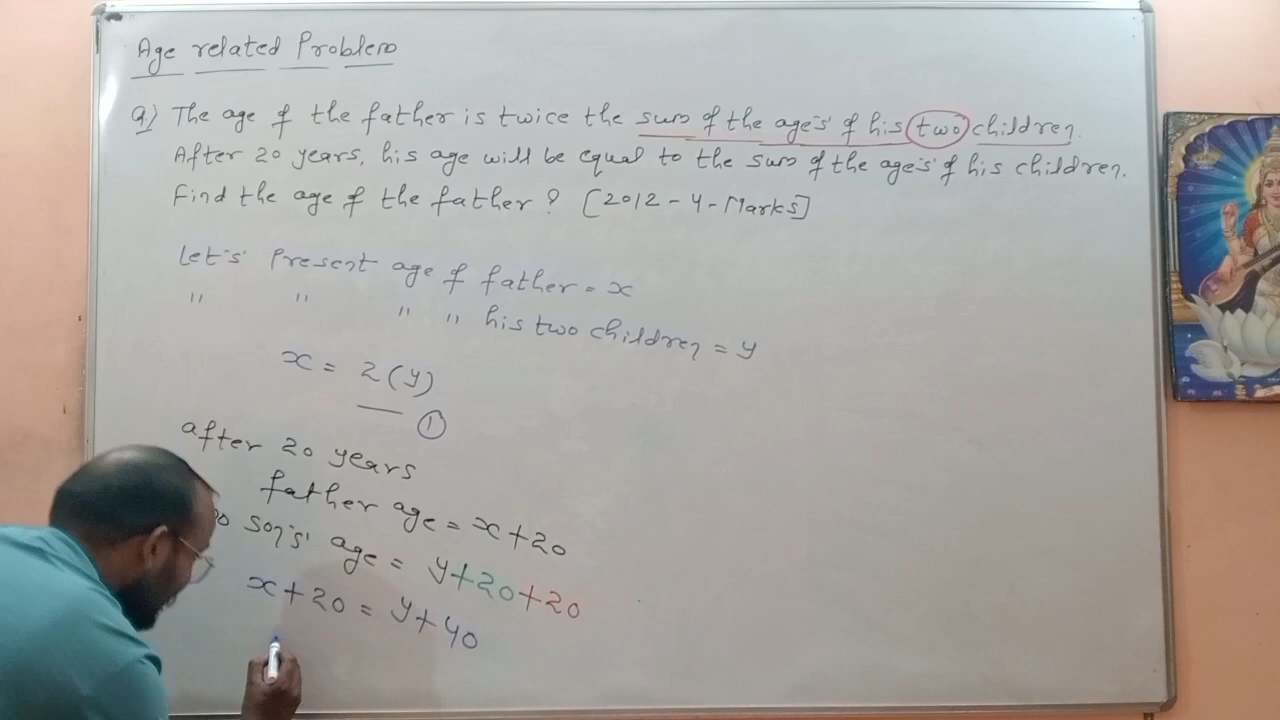 Age related Problem
Q) The age of the father is twice the sum of the age's of his two children.
After 20 years, his age will be equal to the sum of the age's of his children.
Find the age of the father? [2012-4-Marks]
Let's Present age of father = x
" " " " his two children = y
x = 2(y)
— ①
after 20 years
father age = x+20
son's' age = y+20+20
x+20 = y+40